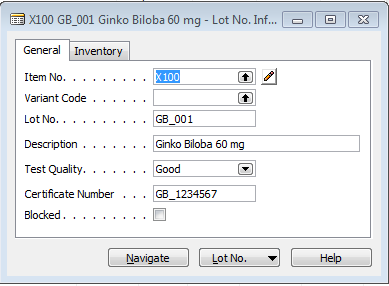 X100 GB_001 Ginko Biloba 60 mg - Lot No. Inf...
General Inventory
Item No. . . . . . . . . X100
Variant Code . . . . . .
Lot No. . . . . . . . . . GB_001
Description . . . . . . . Ginko Biloba 60 mg
Test Quality . . . . . . . Good
Certificate Number . . . GB_1234567
Blocked . . . . . . . . .
Navigate Lot No. Help